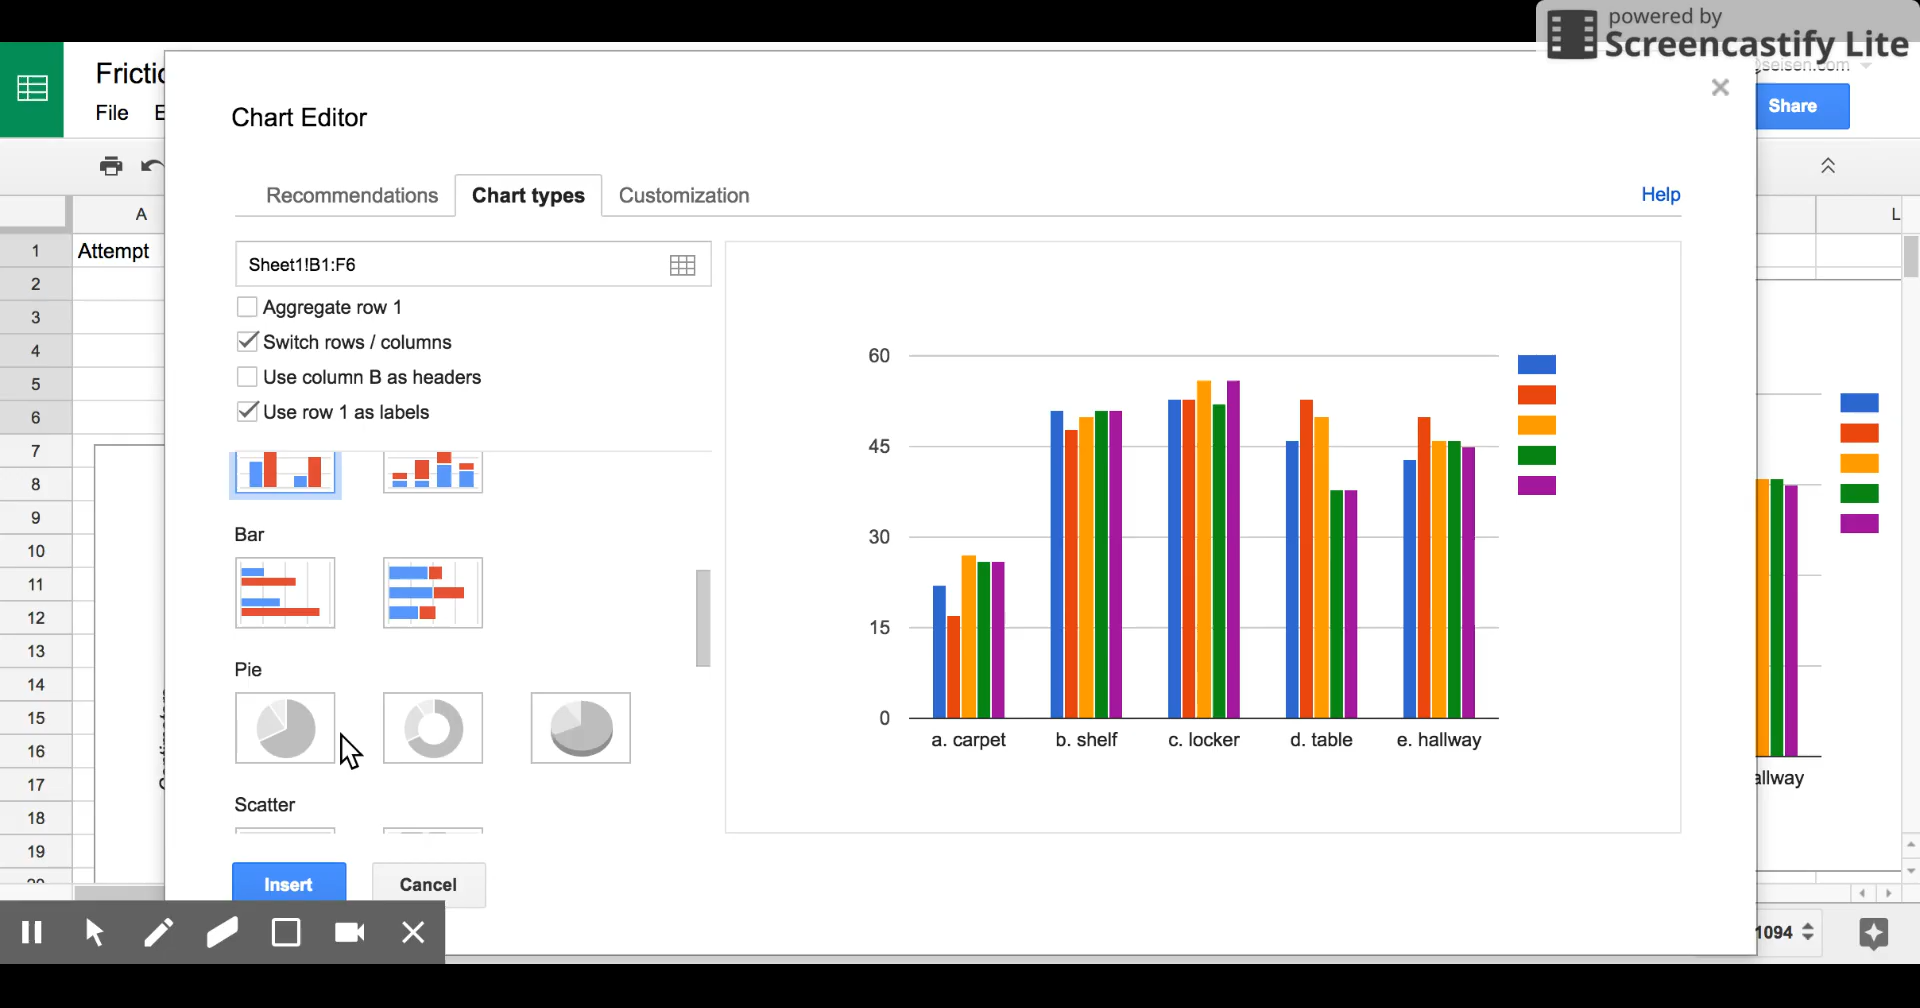 powered by
Screencastify Lite
Frictio
@seisen.com
File E
Share
Chart Editor
Recommendations Chart types Customization Help
A L
1 Attempt
2
3
4
5
6
7
8
9
10
11
12
13
14
15
16
17
18
19
20
Sheet1!B1:F6
Aggregate row 1
Switch rows / columns
Use column B as headers
Use row 1 as labels
Bar
Pie
Scatter
Insert Cancel
60
45
30
15
0
a. carpet b. shelf c. locker d. table e. hallway
allway
1094